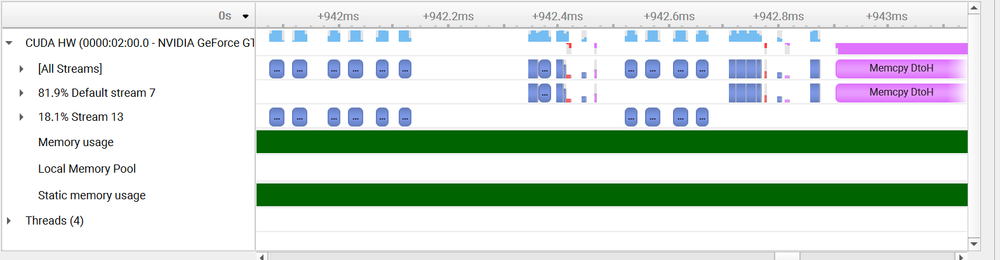 0s +942ms +942.2ms +942.4ms +942.6ms +942.8ms +943ms
CUDA HW (0000:02:00.0 - NVIDIA GeForce GT
[All Streams] ... ... ... ... ... ... ... ... ... ... ... Memcpy DtoH
81.9% Default stream 7 ... Memcpy DtoH
18.1% Stream 13 ... ... ... ... ... ... ... ... ... ...
Memory usage
Local Memory Pool
Static memory usage
Threads (4)